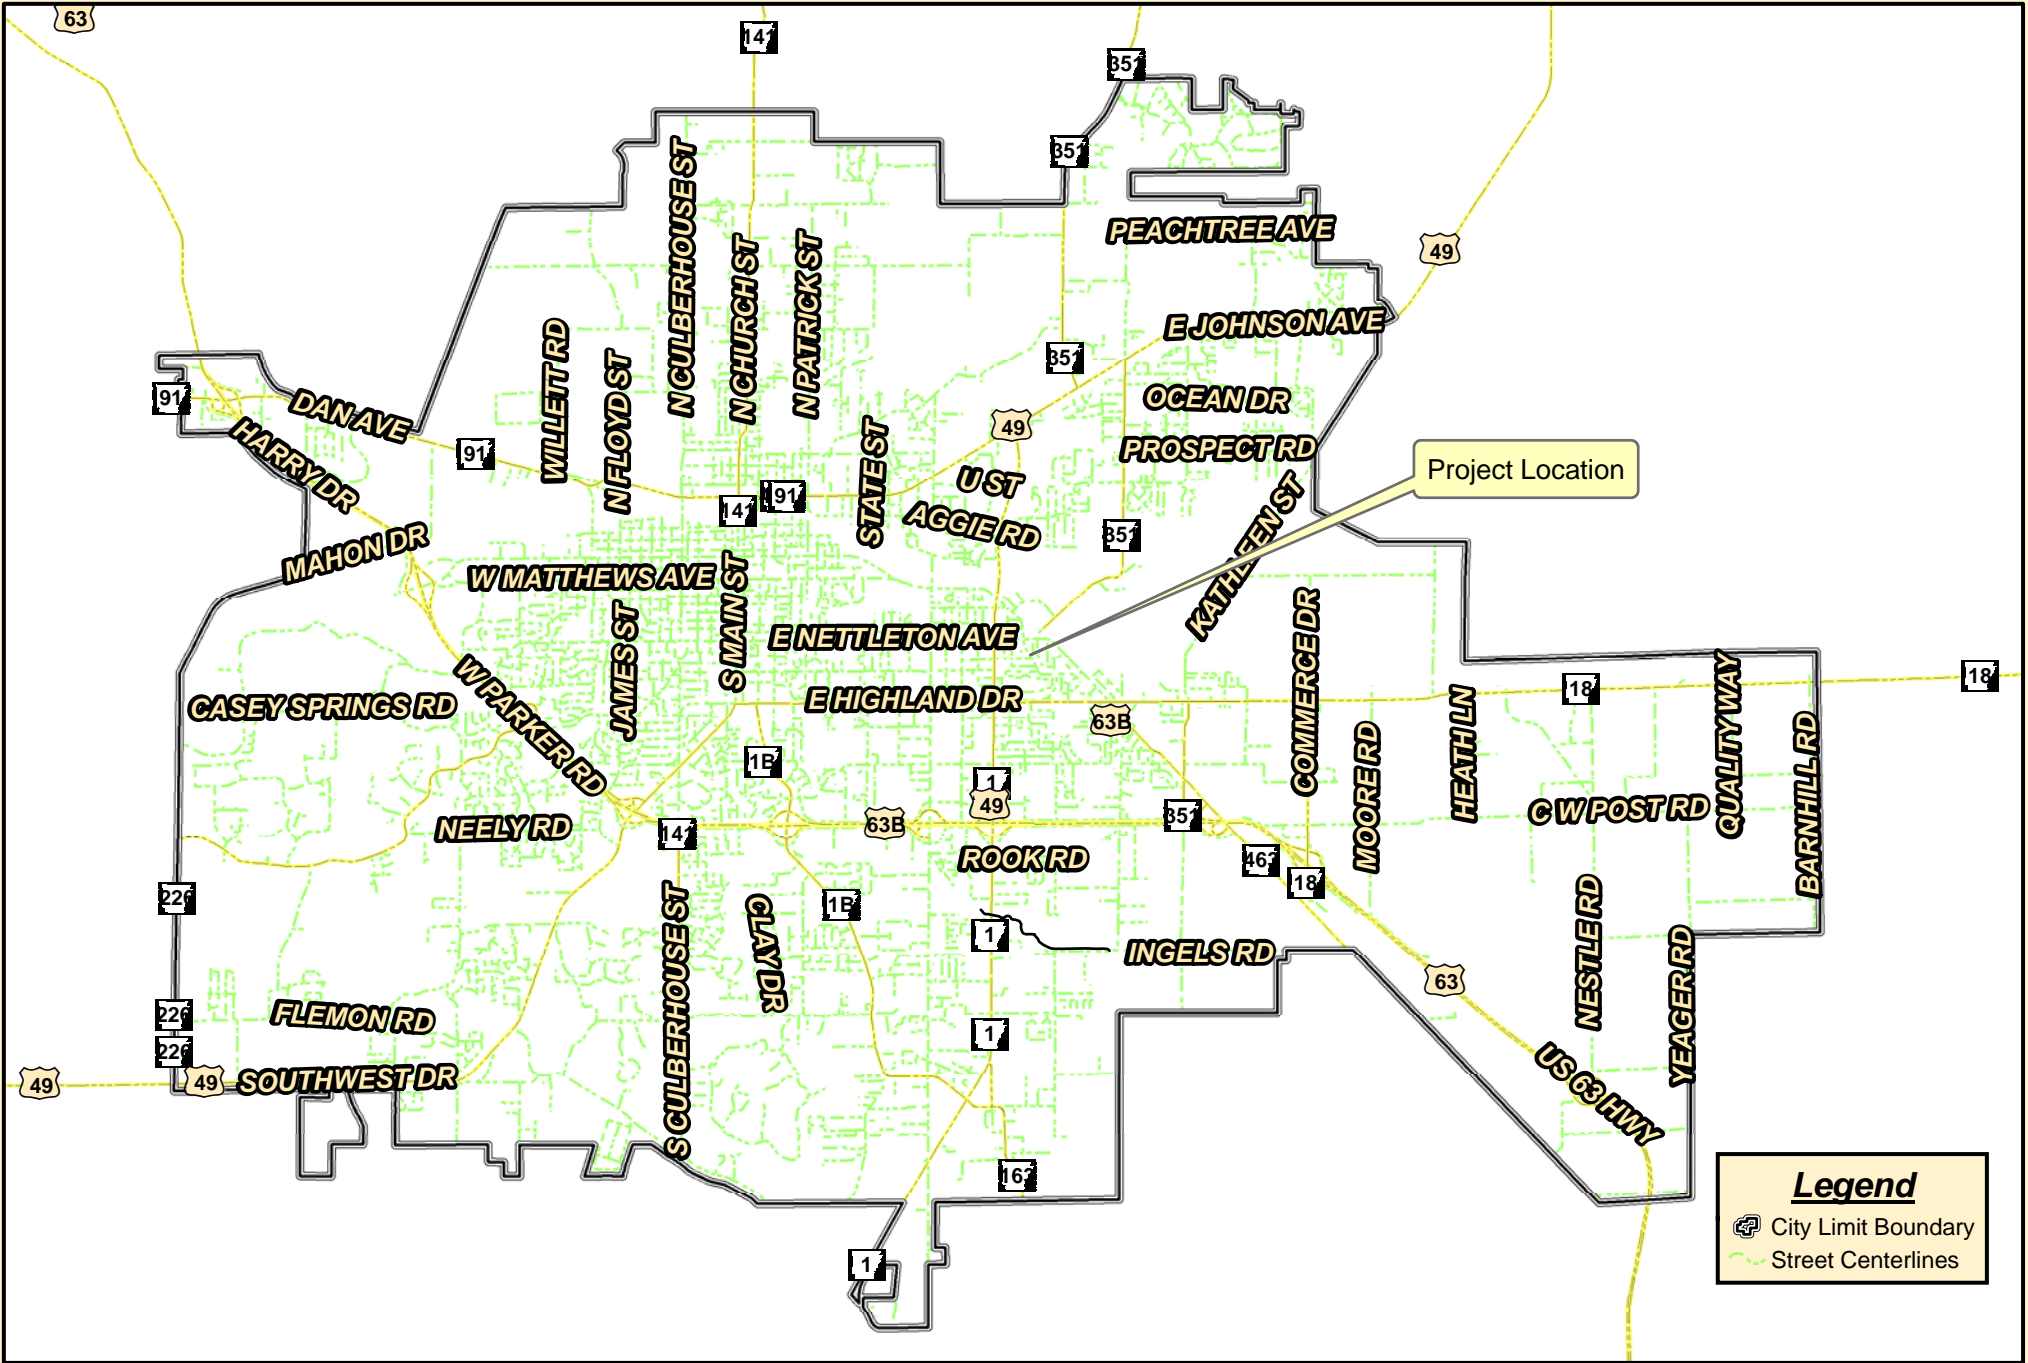 63
141
351
351
PEACHTREE AVE
49
N CULBERHOUSE ST
N CHURCH ST
N PATRICK ST
E JOHNSON AVE
WILLETT RD
N FLOYD ST
351
91
DAN AVE
OCEAN DR
49
HARRY DR
91
STATE ST
PROSPECT RD
Project Location
U ST
141
91
AGGIE RD
351
KATHLEEN ST
MAHON DR
W MATTHEWS AVE
S MAIN ST
JAMES ST
E NETTLETON AVE
COMMERCE DR
CASEY SPRINGS RD
W PARKER RD
E HIGHLAND DR
63B
18
18
HEATH LN
QUALITY WAY
BARNHILL RD
MOORE RD
1B
1
49
NEELY RD
141
63B
351
C W POST RD
ROOK RD
463
18
226
S CULBERHOUSE ST
CLAY DR
1B
1
INGELS RD
NESTLE RD
YEAGER RD
63
226
FLEMON RD
1
226
49
49
SOUTHWEST DR
US 63 HWY
163
1
Legend
City Limit Boundary
Street Centerlines